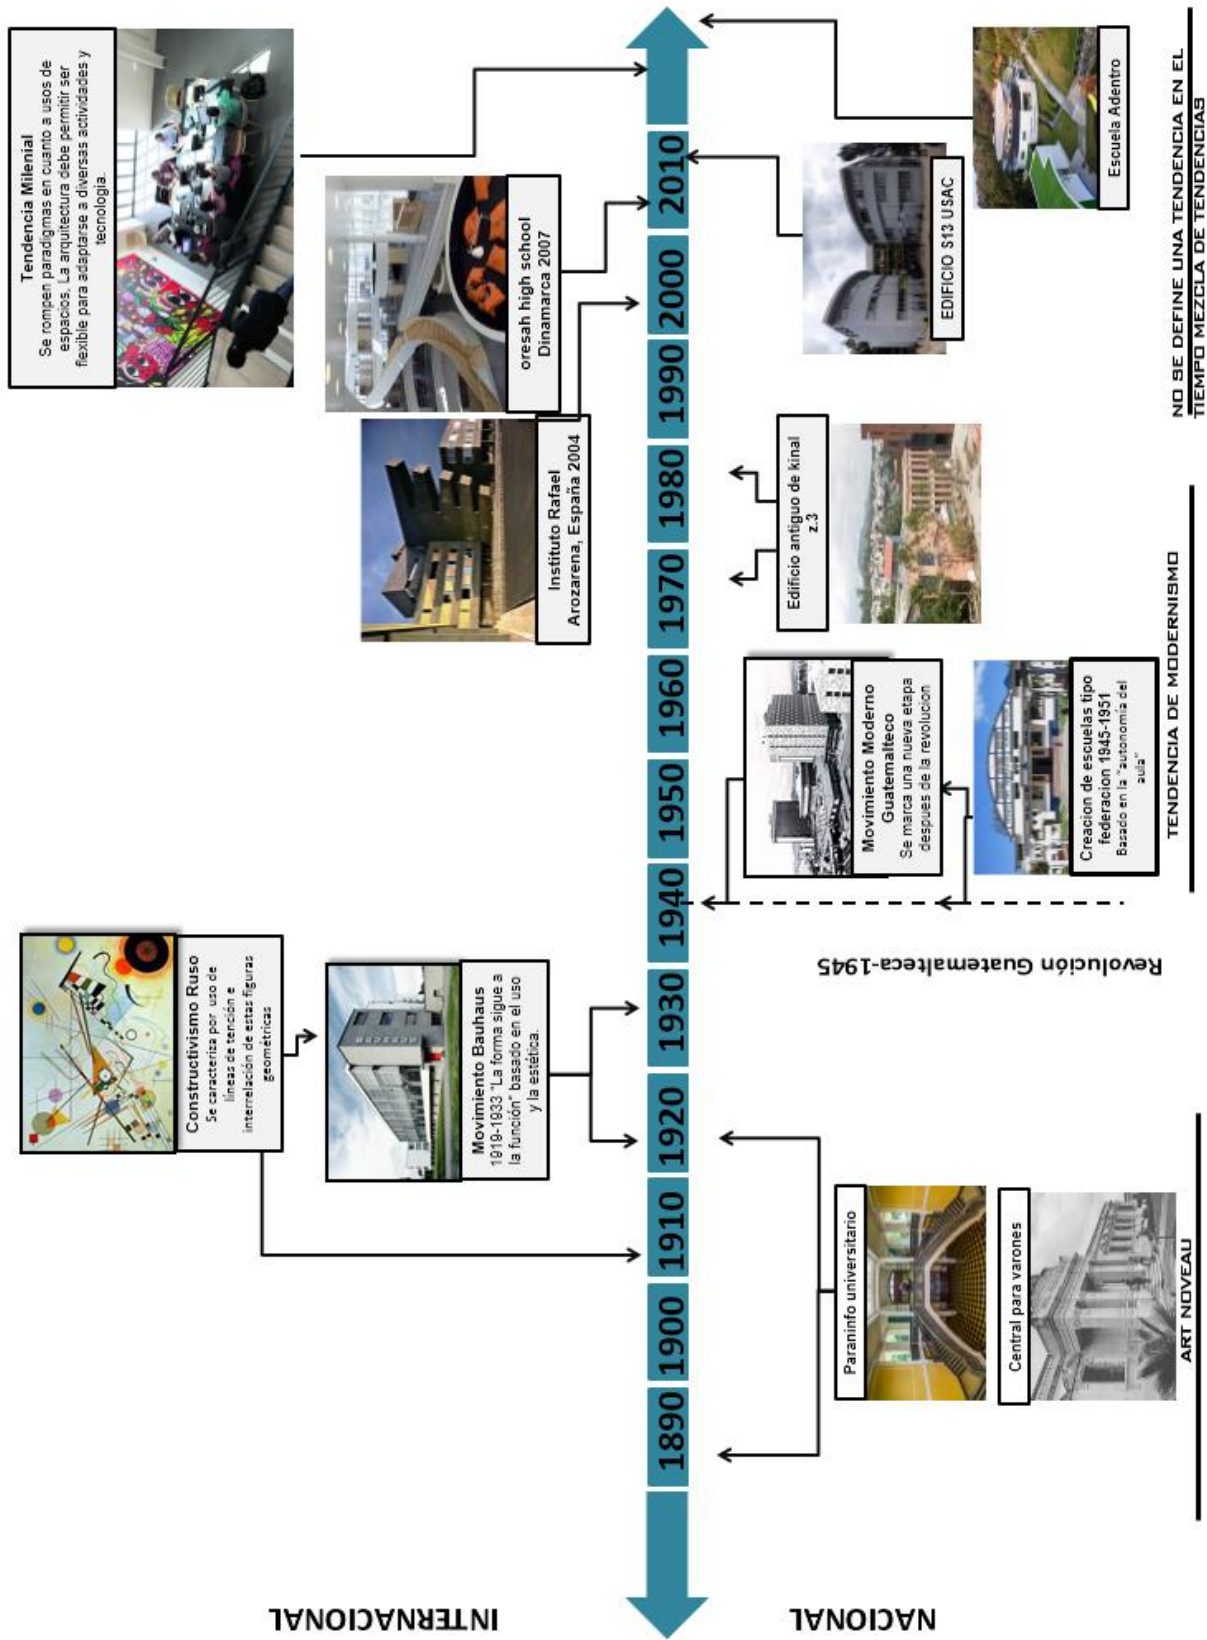 INTERNACIONAL
Constructivismo Ruso
Se caracteriza por uso de
líneas de tención e
interrelación de estas figuras
geométricas
Movimiento Bauhaus
1919-1933 "La forma sigue a
la función" basado en el uso
y la estética.
Instituto Rafael
Arozarena, España 2004
oresah high school
Dinamarca 2007
Tendencia Milenial
Se rompen paradigmas en cuanto a usos de
espacios, La arquitectura debe permitir ser
flexible para adaptarse a diversas actividades y
tecnologia.
1890
1900
1910
1920
1930
1940
1950
1960
1970
1980
1990
2000
2010
NACIONAL
Paraninfo universitario
Central para varones
ART NOVEAU
Revolución Guatemalteca-1945
Movimiento Moderno
Guatemalteco
Se marca una nueva etapa
despues de la revolucion
Creacion de escuelas tipo
federacion 1945-1951
Basado en la "autonomía del
aula"
TENDENCIA DE MODERNISMO
Edificio antiguo de kinal
z.3
EDIFICIO S13 USAC
Escuela Adentro
NO SE DEFINE UNA TENDENCIA EN EL
TIEMPO MEZCLA DE TENDENCIAS